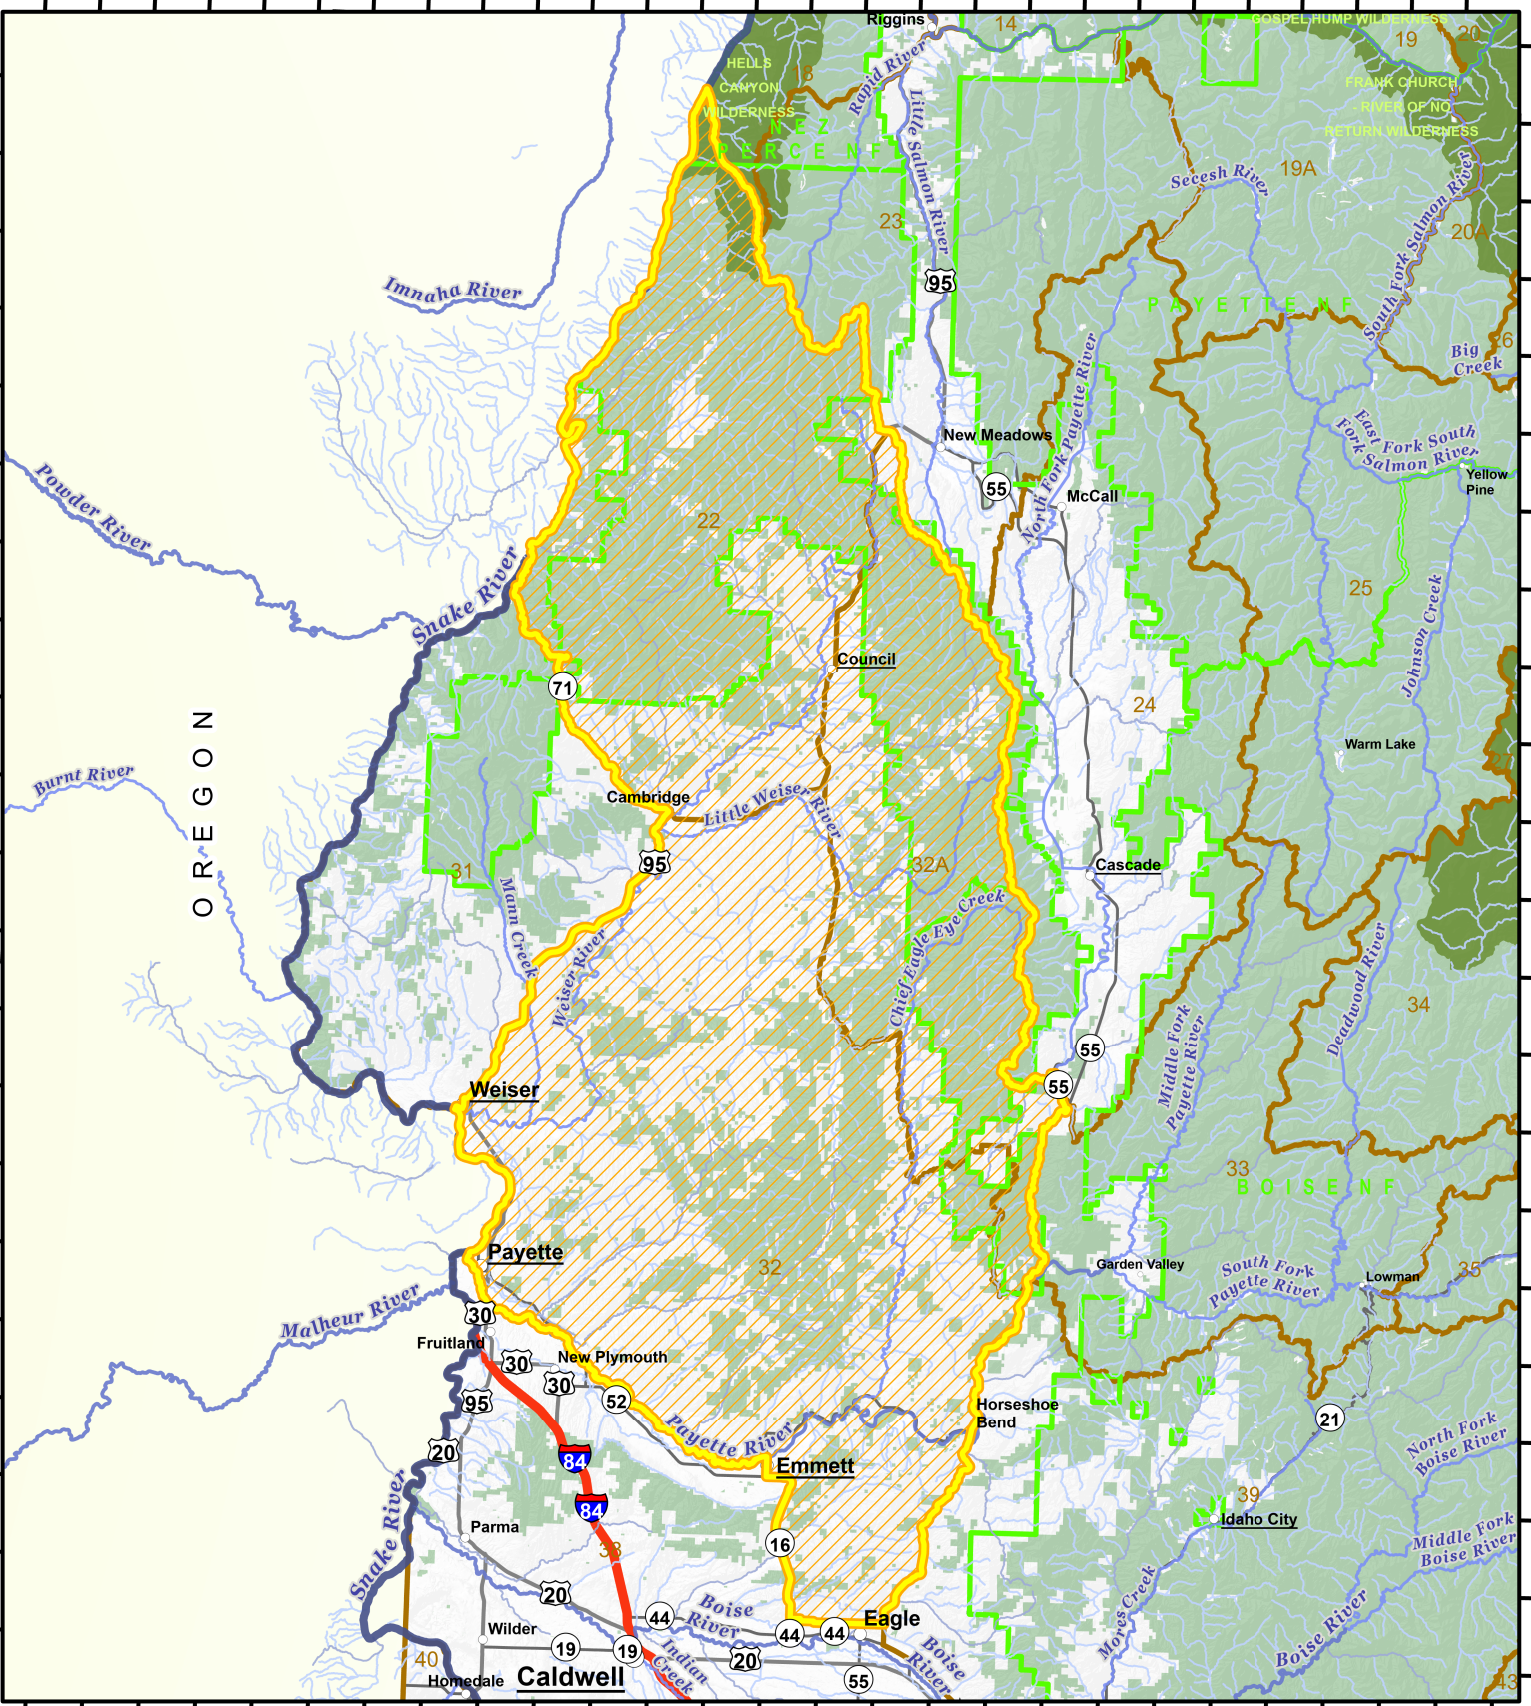 Riggins
14
GOSPEL HUMP WILDERNESS
19
20
HELLS
CANYON
WILDERNESS
18
Rapid River
FRANK CHURCH
- RIVER OF NO
RETURN WILDERNESS
NEZ
PERCE NF
Little Salmon River
19A
Secesh River
South Fork Salmon River
20A
23
95
Imnaha River
PAYETTE NF
26
Big
Creek
North Fork Payette River
New Meadows
East Fork South
Fork Salmon River
Yellow
Pine
55
McCall
Powder River
22
Snake River
25
Johnson Creek
Council
71
24
OREGON
Warm Lake
27
Burnt River
Cambridge
Little Weiser River
95
31
32A
Cascade
Mann Creek
Chief Eagle Eye Creek
Weiser River
Deadwood River
34
Middle Fork
Payette River
55
55
Weiser
33
BOISE NF
Payette
32
Garden Valley
South Fork
Payette River
Lowman
35
Malheur River
30
Fruitland
30
New Plymouth
30
95
52
Horseshoe
Bend
21
Payette River
20
84
Emmett
North Fork
Boise River
84
39
Idaho City
Snake River
Parma
16
38
Middle Fork
Boise River
20
44
Boise
River
Mores Creek
Eagle
Wilder
44
44
19
19
20
Indian
Creek
Boise
River
Boise River
40
Homedale
Caldwell
55
43